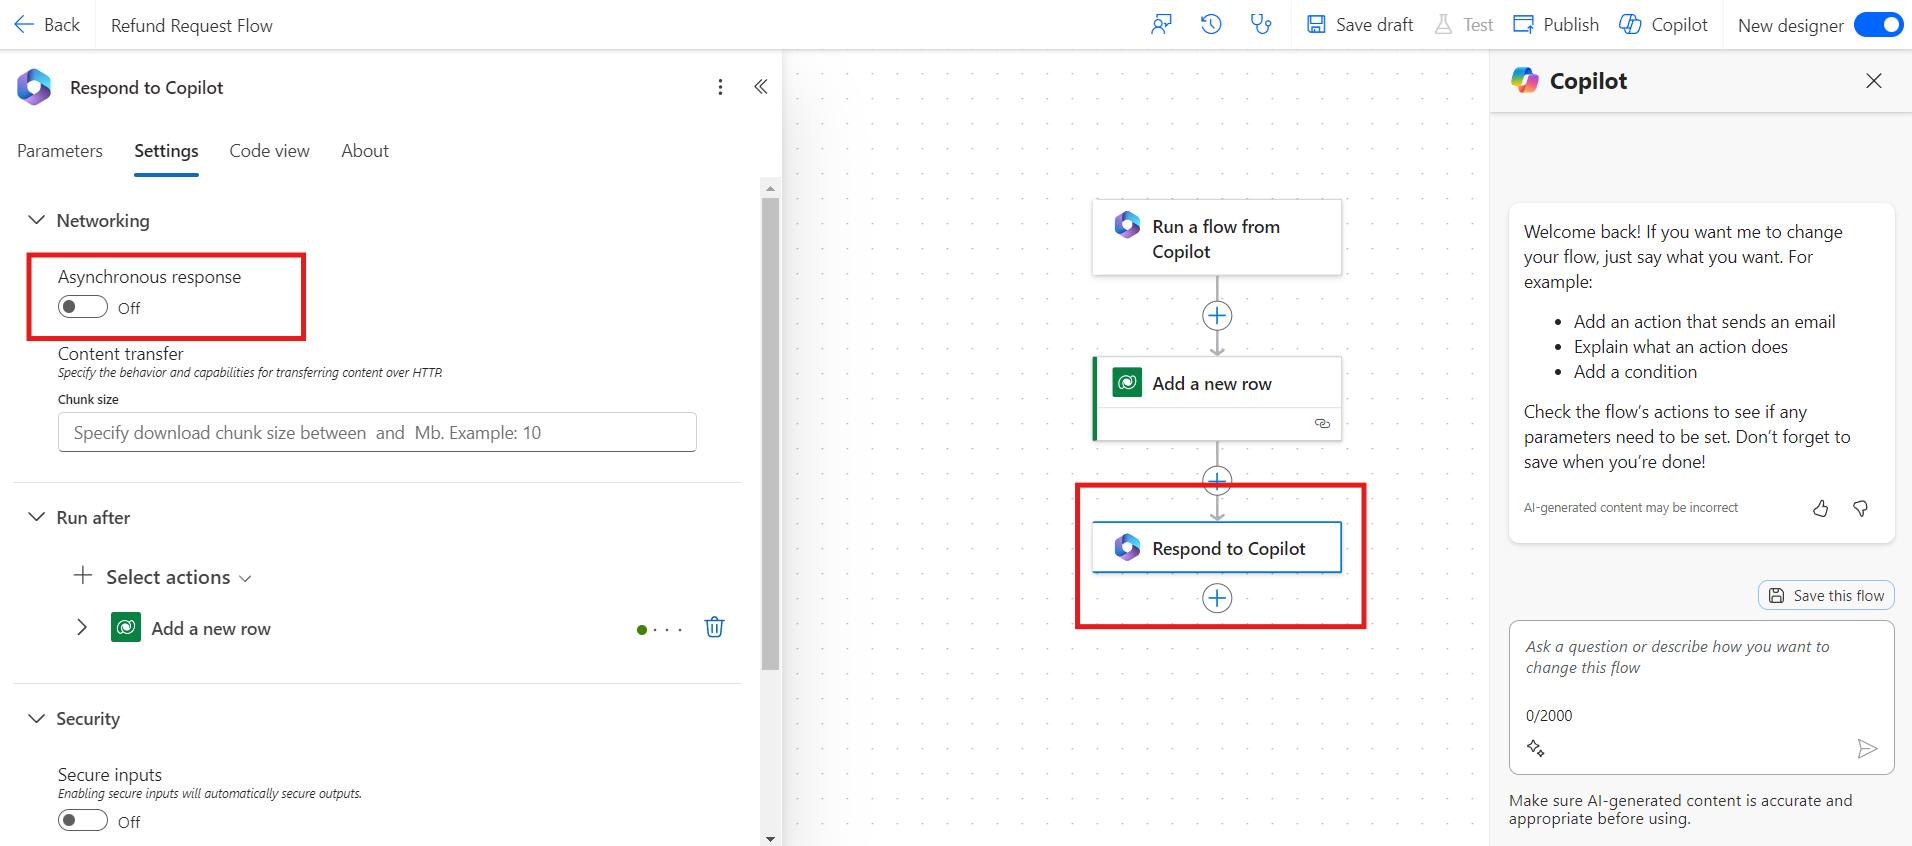 Back
Refund Request Flow
Save draft
Test
Publish
Copilot
New designer
Respond to Copilot
Parameters
Settings
Code view
About
Networking
Asynchronous response
Off
Content transfer
Specify the behavior and capabilities for transferring content over HTTP.
Chunk size
Specify download chunk size between  and  Mb. Example: 10
Run after
Select actions
Add a new row
Security
Secure inputs
Enabling secure inputs will automatically secure outputs.
Off
Run a flow from
Copilot
Add a new row
Respond to Copilot
Copilot
Welcome back! If you want me to change
your flow, just say what you want. For
example:
• Add an action that sends an email
• Explain what an action does
• Add a condition
Check the flow's actions to see if any
parameters need to be set. Don't forget to
save when you're done!
AI-generated content may be incorrect
Save this flow
Ask a question or describe how you want to
change this flow
0/2000
Make sure AI-generated content is accurate and
appropriate before using.